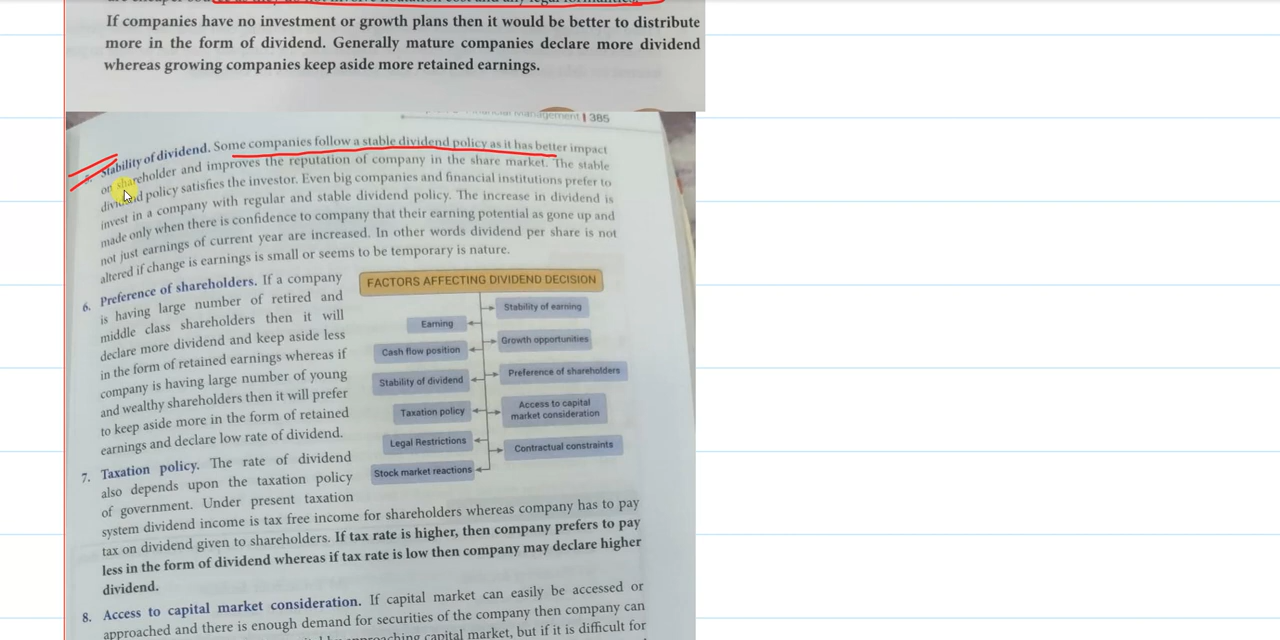 If companies have no investment or growth plans then it would be better to distribute
more in the form of dividend. Generally mature companies declare more dividend
whereas growing companies keep aside more retained earnings.
Management | 385
5. Stability of dividend. Some companies follow a stable dividend policy as it has better impact
on shareholder and improves the reputation of company in the share market. The stable
dividend policy satisfies the investor. Even big companies and financial institutions prefer to
invest in a company with regular and stable dividend policy. The increase in dividend is
made only when there is confidence to company that their earning potential as gone up and
not just earnings of current year are increased. In other words dividend per share is not
altered if change is earnings is small or seems to be temporary is nature.
6. Preference of shareholders. If a company
is having large number of retired and
middle class shareholders then it will
declare more dividend and keep aside less
in the form of retained earnings whereas if
company is having large number of young
and wealthy shareholders then it will prefer
to keep aside more in the form of retained
earnings and declare low rate of dividend.
FACTORS AFFECTING DIVIDEND DECISION
Stability of earning
Earning
Growth opportunities
Cash flow position
Preference of shareholders
Stability of dividend
Access to capital
market consideration
Taxation policy
Legal Restrictions
Contractual constraints
Stock market reactions
7. Taxation policy. The rate of dividend
also depends upon the taxation policy
of government. Under present taxation
system dividend income is tax free income for shareholders whereas company has to pay
tax on dividend given to shareholders. If tax rate is higher, then company prefers to pay
less in the form of dividend whereas if tax rate is low then company may declare higher
dividend.
8. Access to capital market consideration. If capital market can easily be accessed or
approached and there is enough demand for securities of the company then company can
approaching capital market, but if it is difficult for